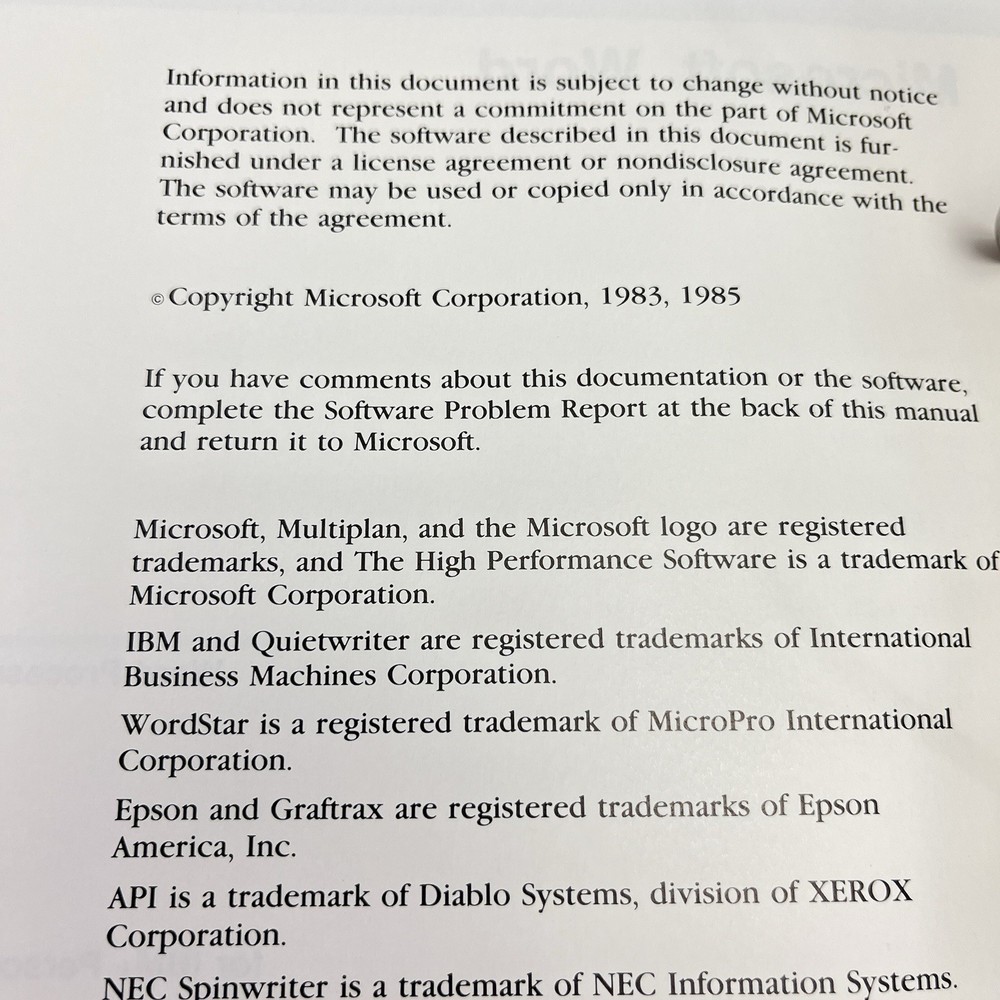 Information in this document is subject to change without notice
and does not represent a commitment on the part of Microsoft
Corporation. The software described in this document is fur-
nished under a license agreement or nondisclosure agreement.
The software may be used or copied only in accordance with the
terms of the agreement.
© Copyright Microsoft Corporation, 1983, 1985
If you have comments about this documentation or the software,
complete the Software Problem Report at the back of this manual
and return it to Microsoft.
Microsoft, Multiplan, and the Microsoft logo are registered
trademarks, and The High Performance Software is a trademark of
Microsoft Corporation.
IBM and Quietwriter are registered trademarks of International
Business Machines Corporation.
WordStar is a registered trademark of MicroPro International
Corporation.
Epson and Graftrax are registered trademarks of Epson
America, Inc.
API is a trademark of Diablo Systems, division of XEROX
Corporation.
NEC Spinwriter is a trademark of NEC Information Systems.